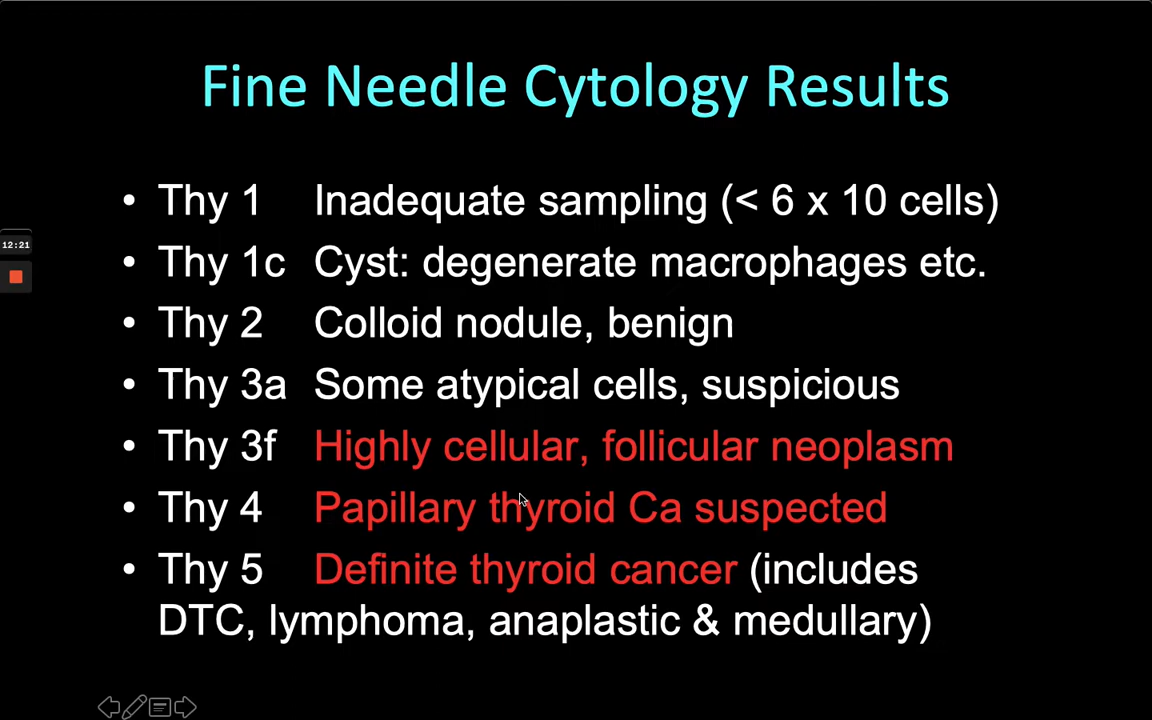 Fine Needle Cytology Results
• Thy 1 Inadequate sampling (< 6 x 10 cells)
12:21
• Thy 1c Cyst: degenerate macrophages etc.
• Thy 2 Colloid nodule, benign
• Thy 3a Some atypical cells, suspicious
• Thy 3f Highly cellular, follicular neoplasm
• Thy 4 Papillary thyroid Ca suspected
• Thy 5 Definite thyroid cancer (includes
DTC, lymphoma, anaplastic & medullary)